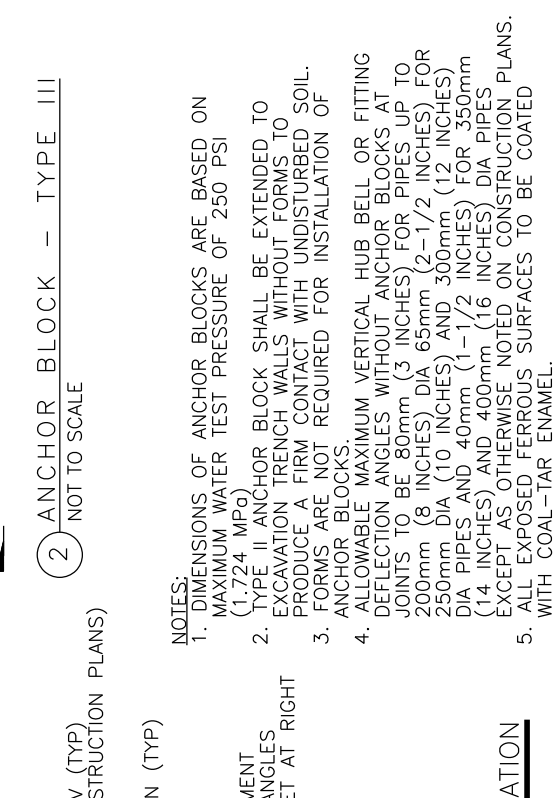 2 ANCHOR BLOCK – TYPE III
NOT TO SCALE
V (TYP)
STRUCTION PLANS)
N (TYP)
MENT
ANGLES
ET AT RIGHT
ATION
NOTES:
1. DIMENSIONS OF ANCHOR BLOCKS ARE BASED ON
MAXIMUM WATER TEST PRESSURE OF 250 PSI
(1.724 MPa)
2. TYPE II ANCHOR BLOCK SHALL BE EXTENDED TO
EXCAVATION TRENCH WALLS WITHOUT FORMS TO
PRODUCE A FIRM CONTACT WITH UNDISTURBED SOIL.
3. FORMS ARE NOT REQUIRED FOR INSTALLATION OF
ANCHOR BLOCKS.
4. ALLOWABLE MAXIMUM VERTICAL HUB BELL OR FITTING
DEFLECTION ANGLES WITHOUT ANCHOR BLOCKS AT
JOINTS TO BE 80mm (3 INCHES) FOR PIPES UP TO
200mm (8 INCHES) DIA 65mm (2–1/2 INCHES) FOR
250mm DIA (10 INCHES) AND 300mm (12 INCHES)
DIA PIPES AND 40mm (1–1/2 INCHES) FOR 350mm
(14 INCHES) AND 400mm (16 INCHES) DIA PIPES
EXCEPT AS OTHERWISE NOTED ON CONSTRUCTION PLANS.
5. ALL EXPOSED FERROUS SURFACES TO BE COATED
WITH COAL–TAR ENAMEL.